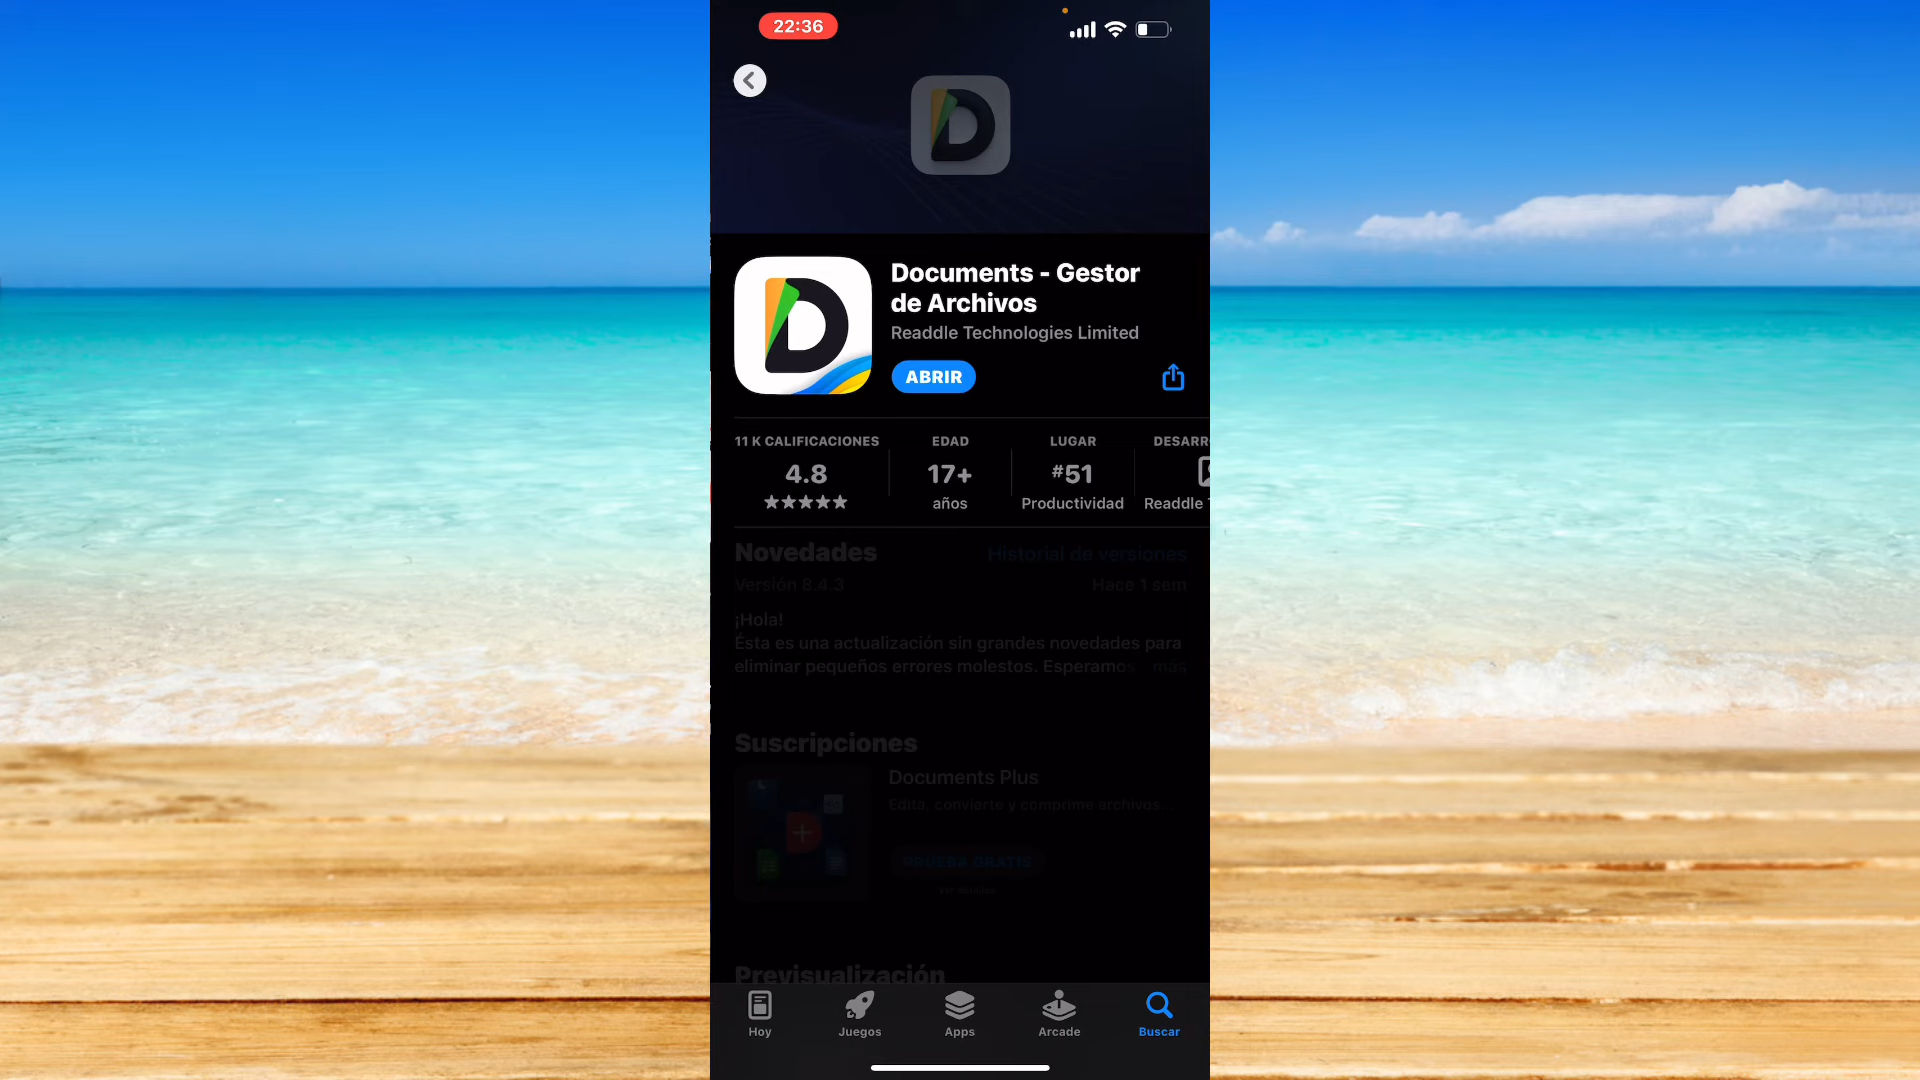 22:36
Documents - Gestor
de Archivos
Readdle Technologies Limited
ABRIR
11 K CALIFICACIONES
EDAD
LUGAR
DESARR
4.8
17+
#51
años
Productividad
Readdle
Novedades
Historial de versiones
Versión 8.4.3
Hace 1 sem
¡Hola!
Ésta es una actualización sin grandes novedades para
eliminar pequeños errores molestos. Esperamos más
Suscripciones
Documents Plus
Edita, convierte y comprime archivos...
PRUEBA GRATIS
Ver detalles
Previsualización
Hoy
Juegos
Apps
Arcade
Buscar